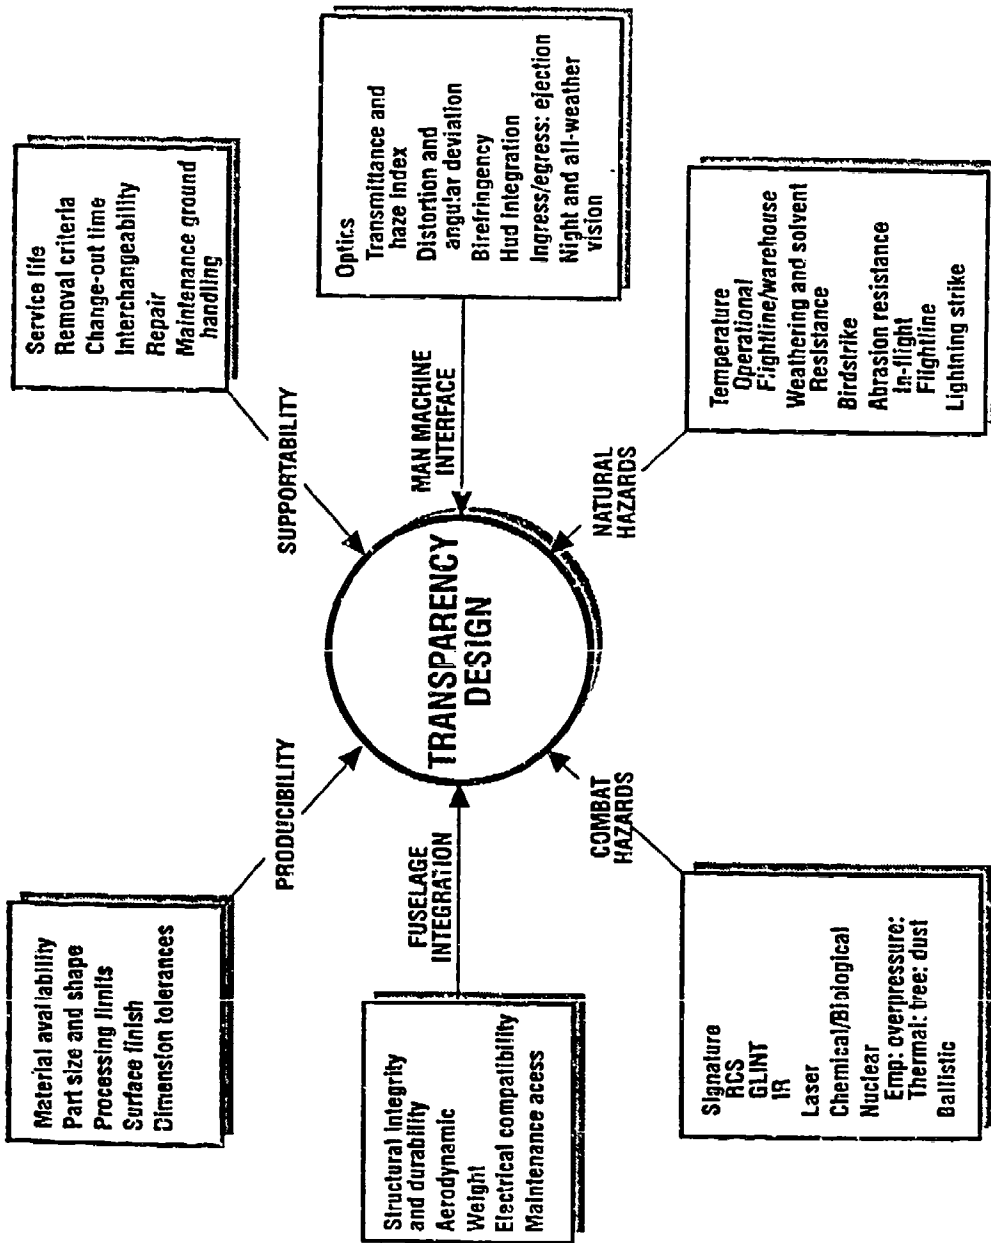 Material availability
Part size and shape
Processing limits
Surface finish
Dimension tolerances
PRODUCIBILITY
Service life
Removal criteria
Change-out time
Interchangeability
Repair
Maintenance ground
handling
SUPPORTABILITY
Structural integrity
and durability
Aerodynamic
Weight
Electrical compatibility
Maintenance acess
FUSELAGE
INTEGRATION
TRANSPARENCY
DESIGN
MAN MACHINE
INTERFACE
Optics
Transmittance and
haze index
Distortion and
angular deviation
Birefringency
Hud integration
Ingress/egress: ejection
Night and all-weather
vision
COMBAT
HAZARDS
Signature
RCS
GLINT
IR
Laser
Chemical/Biological
Nuclear
Emp: overpressure:
Thermal: tree: dust
Ballistic
NATURAL
HAZARDS
Temperature
Operational
Flightline/warehouse
Weathering and solvent
Resistance
Birdstrike
Abrasion resistance
In-flight
Flightline
Lightning strike